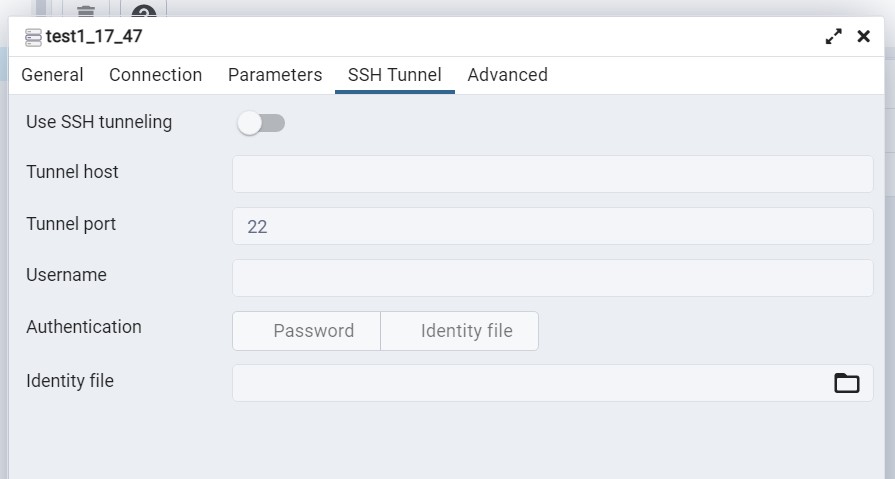 test1_17_47
General Connection Parameters SSH Tunnel Advanced
Use SSH tunneling
Tunnel host
Tunnel port 22
Username
Authentication Password Identity file
Identity file